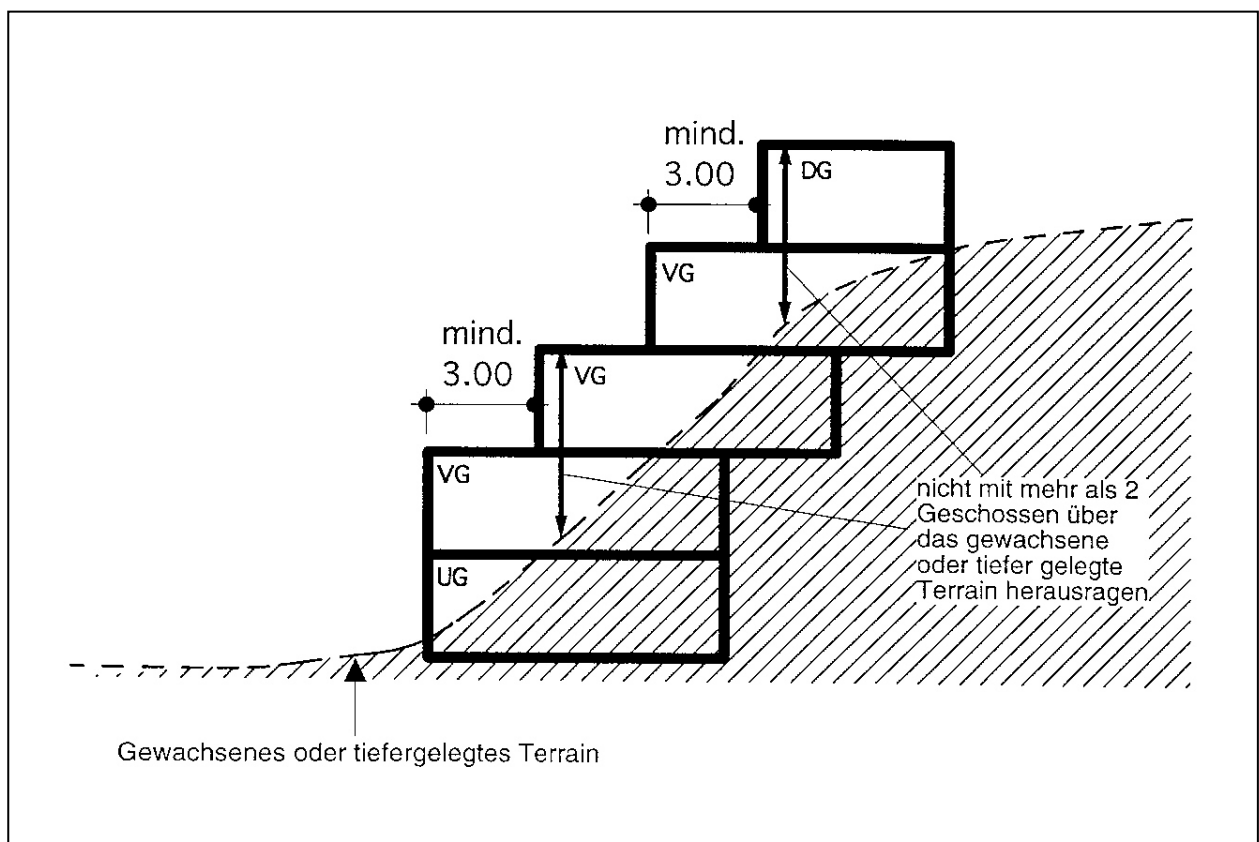 mind.
3.00
DG
VG
mind.
3.00
VG
VG
UG
nicht mit mehr als 2
Geschossen über
das gewachsene
oder tiefer gelegte
Terrain herausragen
Gewachsenes oder tiefergelegtes Terrain